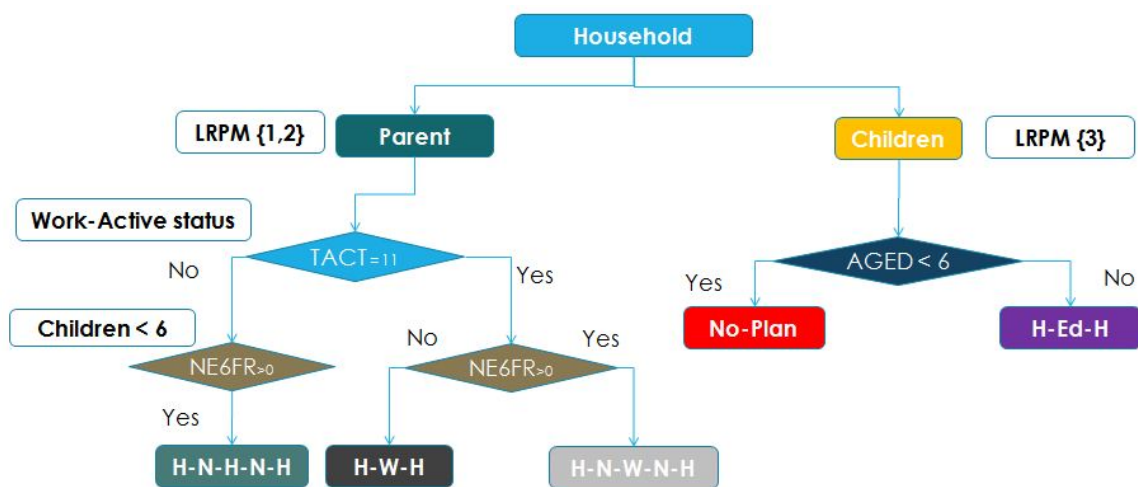 Household
LRPM {1,2}
Parent
Children
LRPM {3}
Work-Active status
TACT=11
AGED < 6
No
Yes
Yes
No
Children < 6
No-Plan
H-Ed-H
No
Yes
NE6FR>0
NE6FR>0
Yes
H-N-H-N-H
H-W-H
H-N-W-N-H